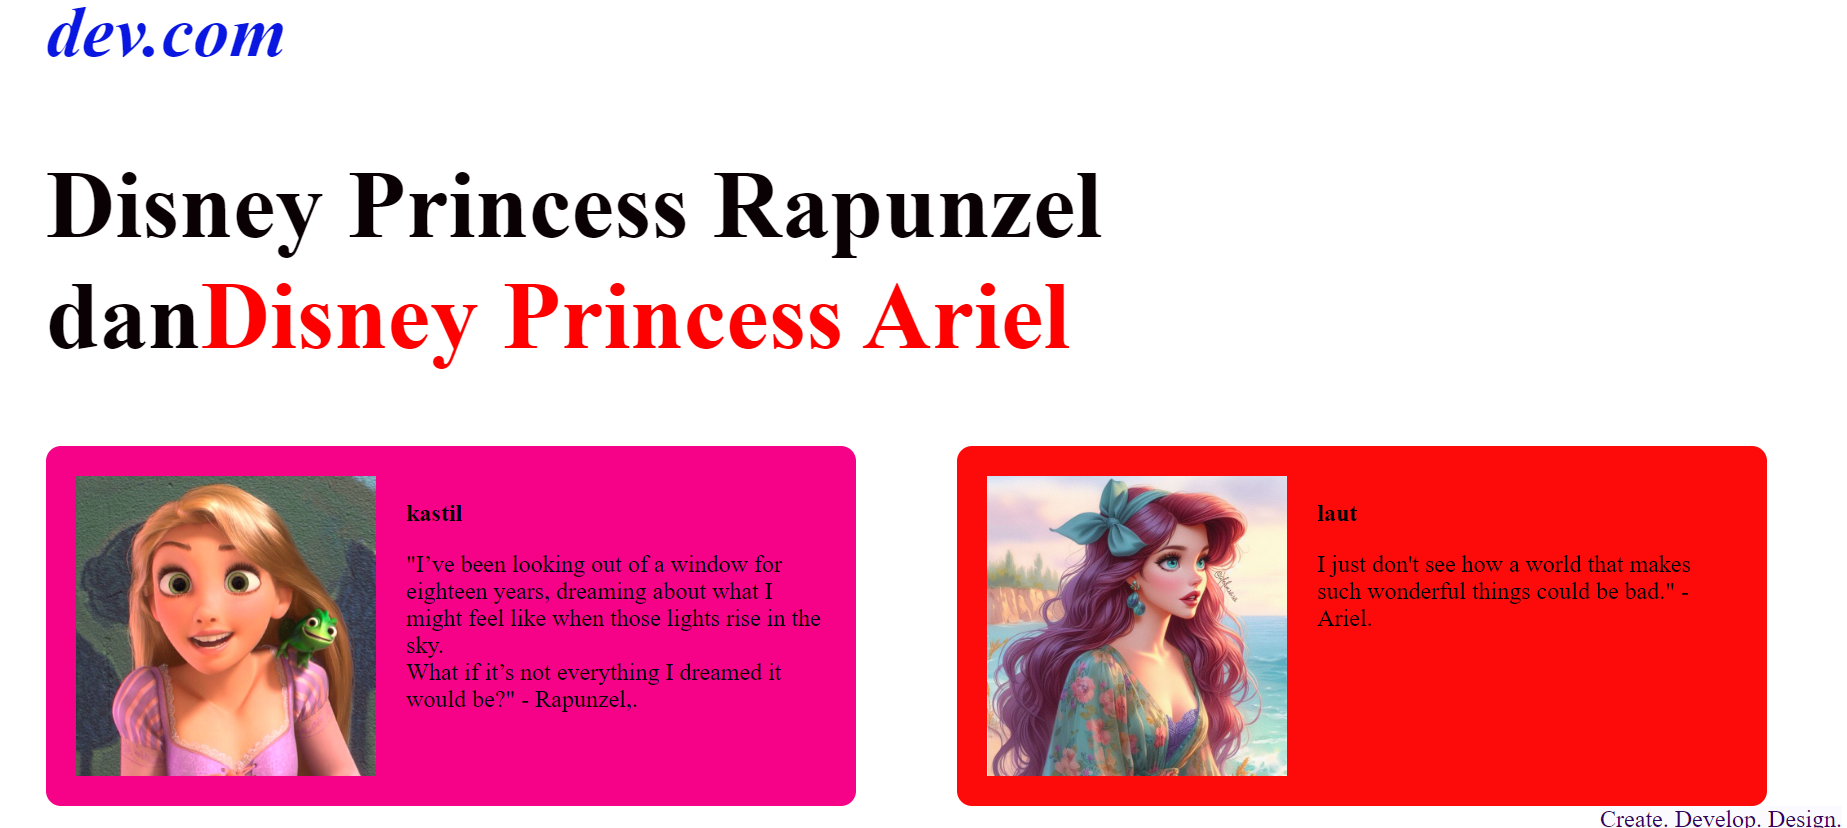 dev.com
Disney Princess Rapunzel
danDisney Princess Ariel
kastil
"I’ve been looking out of a window for
eighteen years, dreaming about what I
might feel like when those lights rise in the
sky.
What if it’s not everything I dreamed it
would be?" - Rapunzel,.
laut
I just don't see how a world that makes
such wonderful things could be bad." -
Ariel.
Create. Develop. Design.